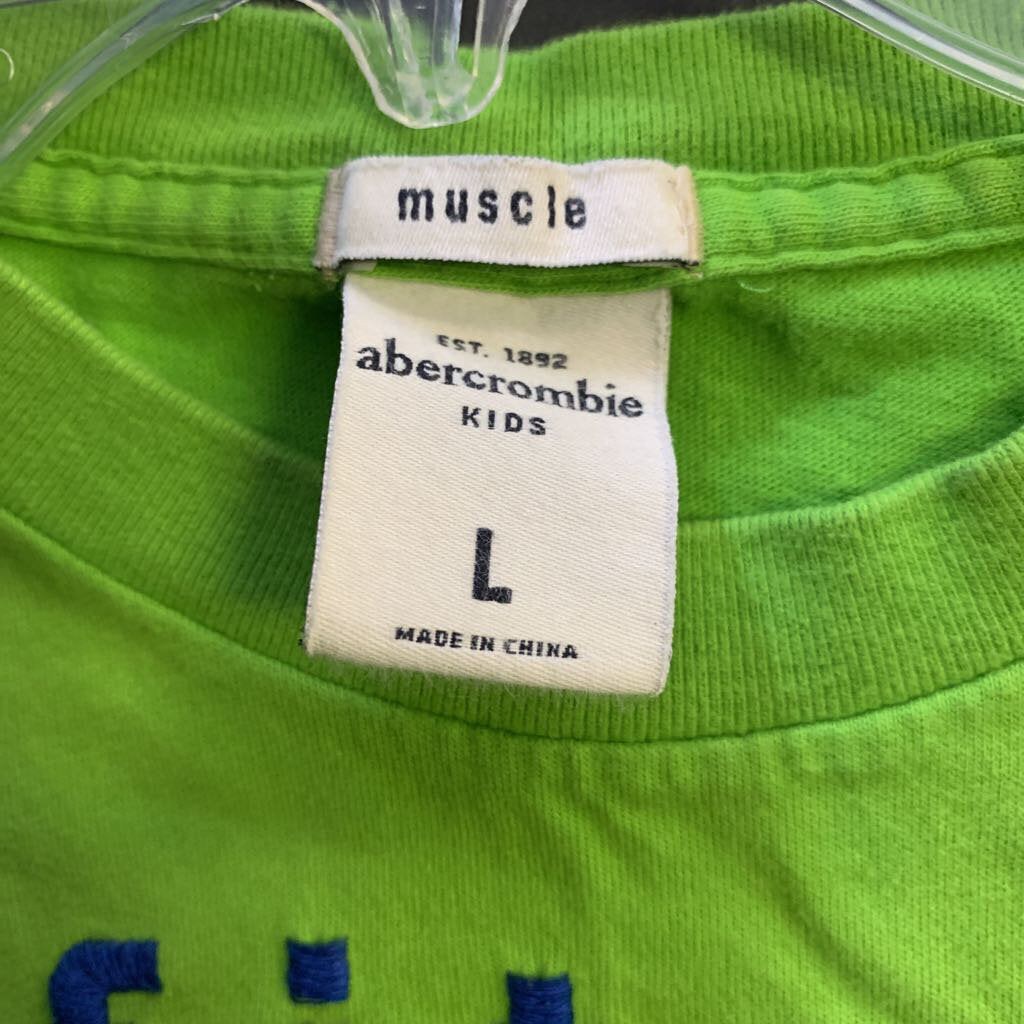 muscle
EST. 1892
abercrombie
KIDS
L
MADE IN CHINA